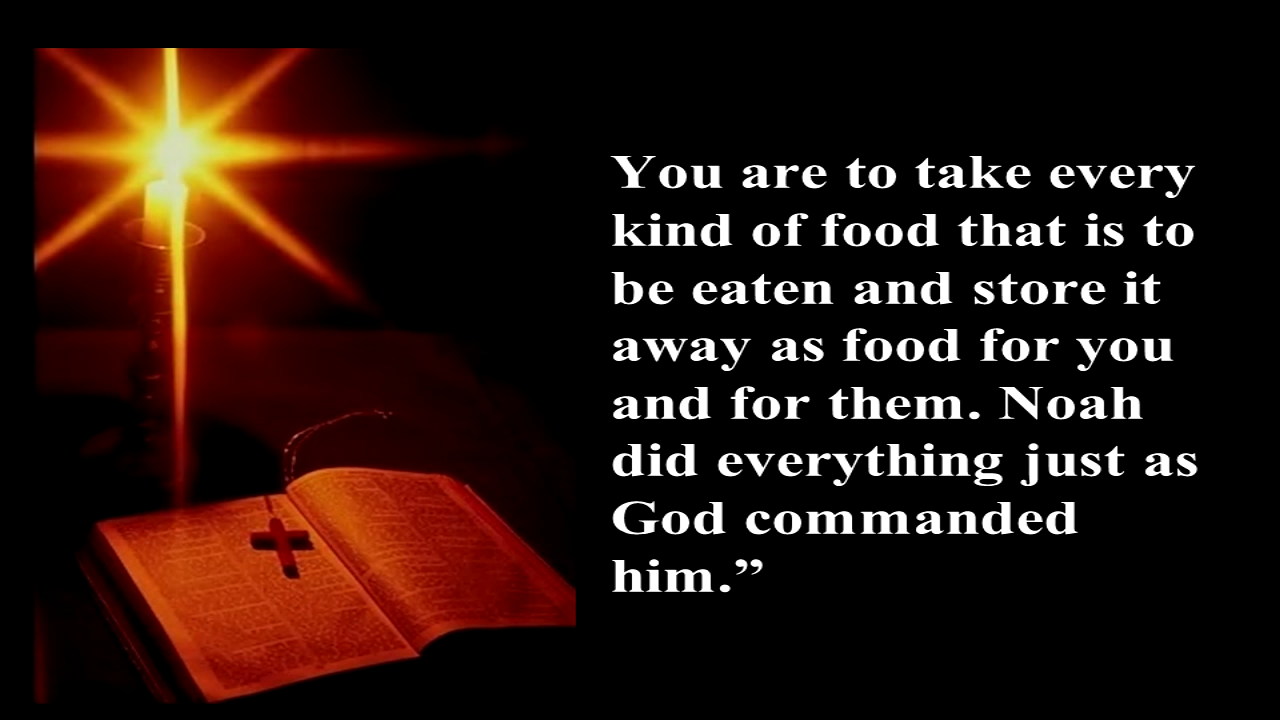 You are to take every
kind of food that is to
be eaten and store it
away as food for you
and for them. Noah
did everything just as
God commanded
him.”